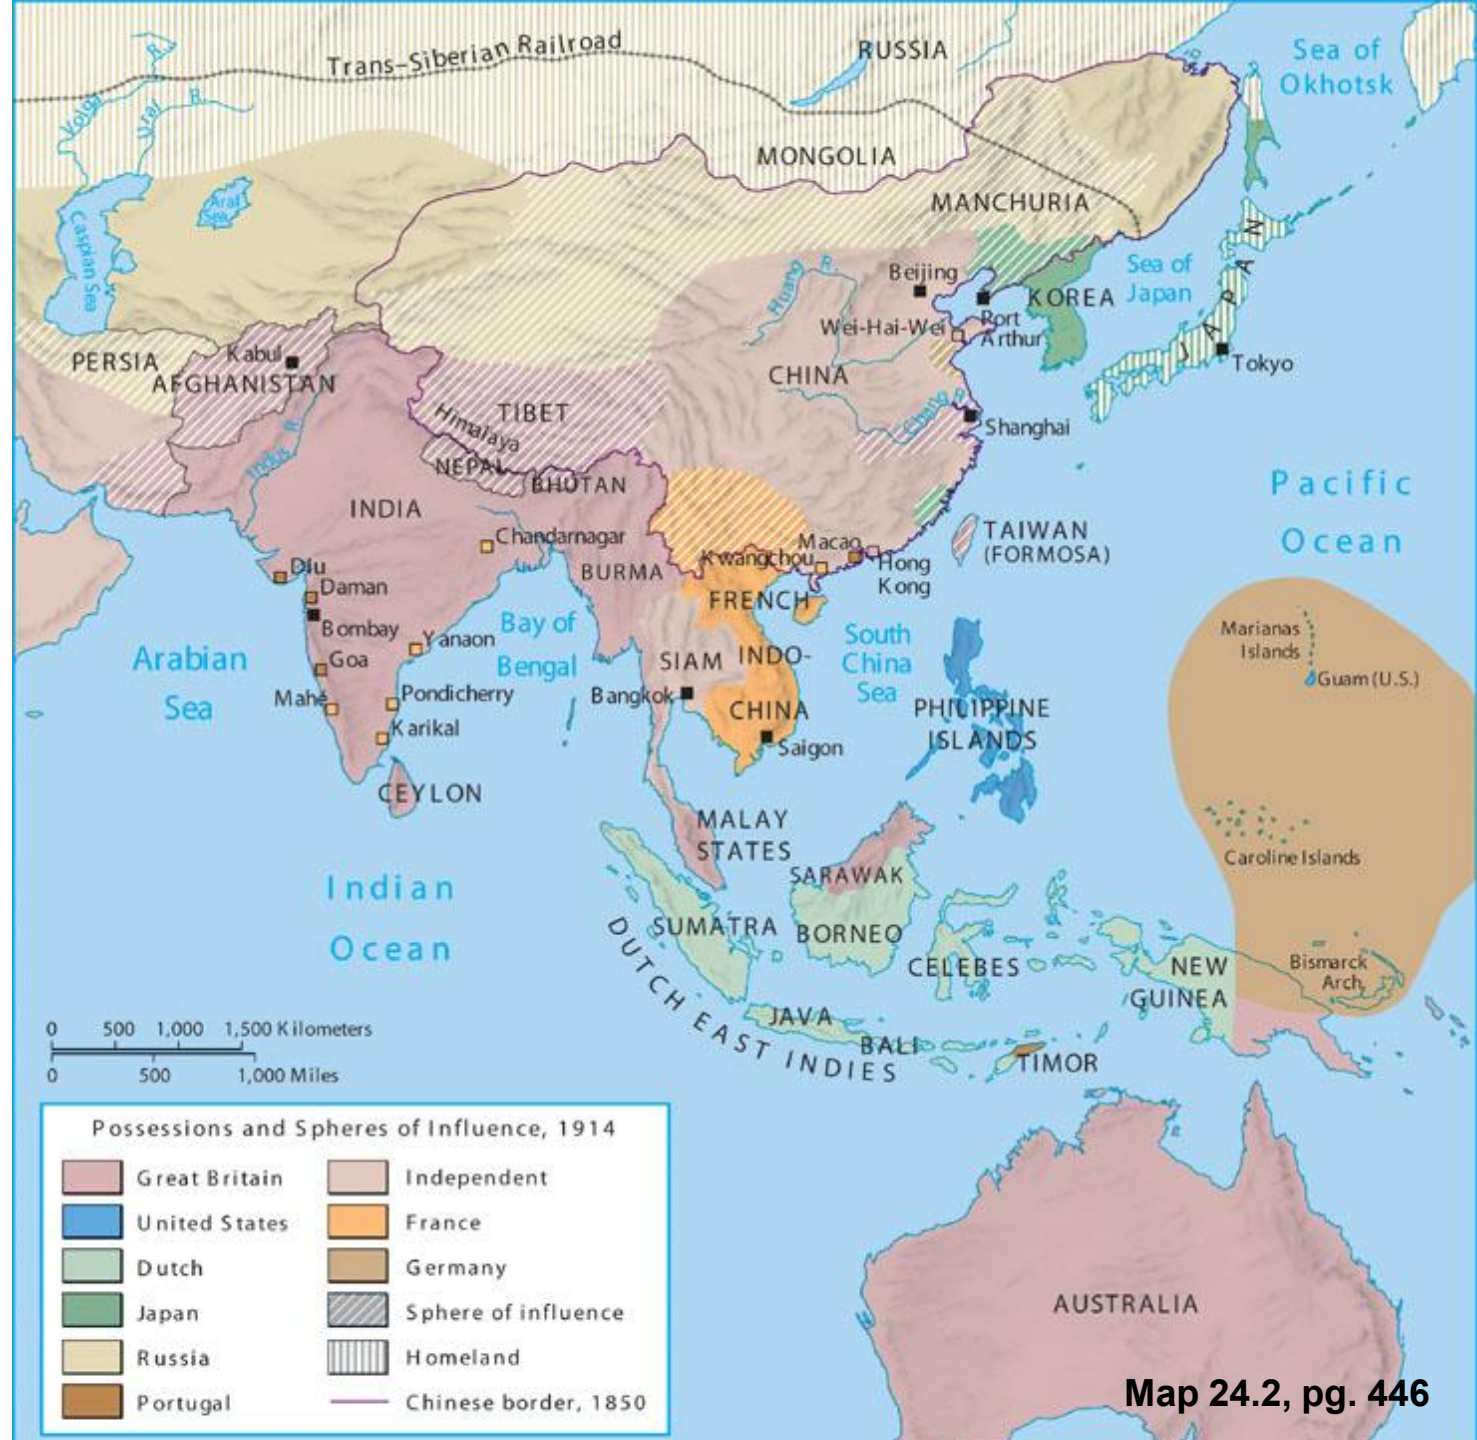 Trans–Siberian Railroad
RUSSIA
Sea of
Okhotsk
Volga
R.
Ural
R.
MONGOLIA
MANCHURIA
Aral
Sea
Caspian Sea
Huang
R.
Beijing
Sea of
Japan
JAPAN
KOREA
Port
Arthur
Wei-Hai-Wei
Tokyo
PERSIA
Kabul
AFGHANISTAN
CHINA
TIBET
Himalaya
Chang R.
Shanghai
Indus R.
NEPAL
BHUTAN
INDIA
Pacific
Ocean
Chandarnagar
TAIWAN
(FORMOSA)
Macao
Kwangchou
Hong
Kong
BURMA
Diu
Daman
Bombay
FRENCH
INDO-
CHINA
Yanaon
Bay of
Bengal
Goa
SIAM
South
China
Sea
Marianas
Islands
Guam (U.S.)
Arabian
Sea
Mahé
Pondicherry
Bangkok
PHILIPPINE
ISLANDS
Karikal
Saigon
CEYLON
MALAY
STATES
Caroline Islands
SARAWAK
Indian
Ocean
SUMATRA
BORNEO
CELEBES
NEW
GUINEA
Bismarck
Arch.
DUTCH EAST INDIES
JAVA
BALI
TIMOR
0 500 1,000 1,500 Kilometers
0 500 1,000 Miles
Possessions and Spheres of Influence, 1914
Great Britain
United States
Dutch
Japan
Russia
Portugal
Independent
France
Germany
Sphere of influence
Homeland
Chinese border, 1850
AUSTRALIA
Map 24.2, pg. 446